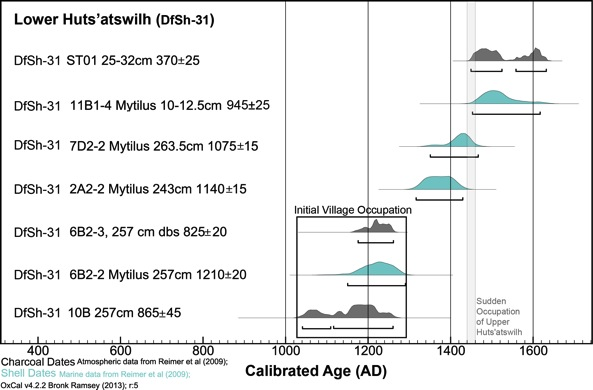 Lower Huts’atswilh (DfSh-31)
DfSh-31 ST01 25-32cm 370±25
DfSh-31 11B1-4 Mytilus 10-12.5cm 945±25
DfSh-31 7D2-2 Mytilus 263.5cm 1075±15
DfSh-31 2A2-2 Mytilus 243cm 1140±15
Initial Village Occupation
DfSh-31 6B2-3, 257 cm dbs 825±20
DfSh-31 6B2-2 Mytilus 257cm 1210±20
DfSh-31 10B 257cm 865±45
Sudden
Occupation
of Upper
Huts'atswilh
400 600 800 1000 1200 1400 1600
Charcoal Dates Atmospheric data from Reimer et al (2009);
Shell Dates Marine data from Reimer et al (2009);
OxCal v4.2.2 Bronk Ramsey (2013); r:5
Calibrated Age (AD)